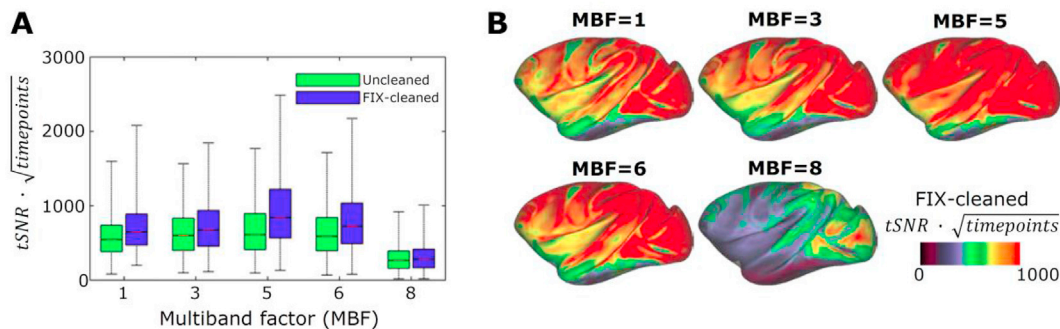 A
3000
2000
1000
0
tSNR · √timepoints
Uncleaned
FIX-cleaned
1 3 5 6 8
Multiband factor (MBF)
B
MBF=1 MBF=3 MBF=5
MBF=6 MBF=8
FIX-cleaned
tSNR · √timepoints
0 1000